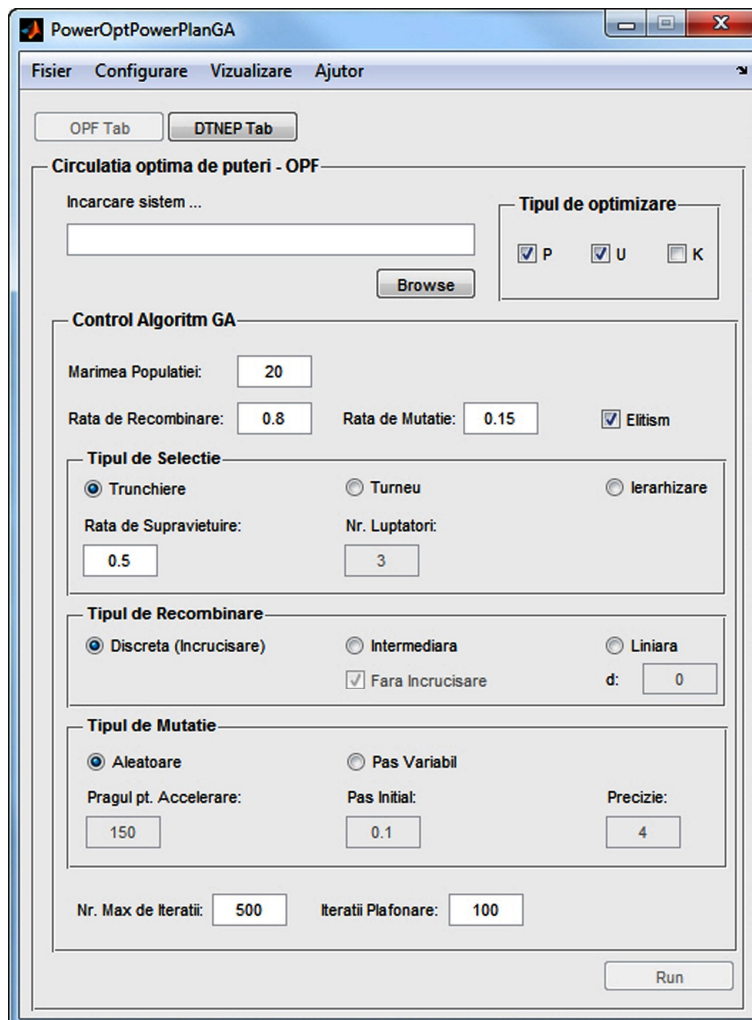 PowerOptPowerPlanGA
Fisier Configurare Vizualizare Ajutor
OPF Tab DTNEP Tab
Circulatia optima de puteri - OPF
Incarcare sistem ...
Tipul de optimizare
P U K
Browse
Control Algoritm GA
Marimea Populatiei: 20
Rata de Recombinare: 0.8 Rata de Mutatie: 0.15 Elitism
Tipul de Selectie
Trunchiere Turneu Ierarhizare
Rata de Supravietuire: Nr. Luptatori:
0.5 3
Tipul de Recombinare
Discreta (Incrucisare) Intermediara Liniara
Fara Incrucisare d: 0
Tipul de Mutatie
Aleatoare Pas Variabil
Pragul pt. Accelerare: Pas Initial: Precizie:
150 0.1 4
Nr. Max de Iteratii: 500 Iteratii Plafonare: 100
Run